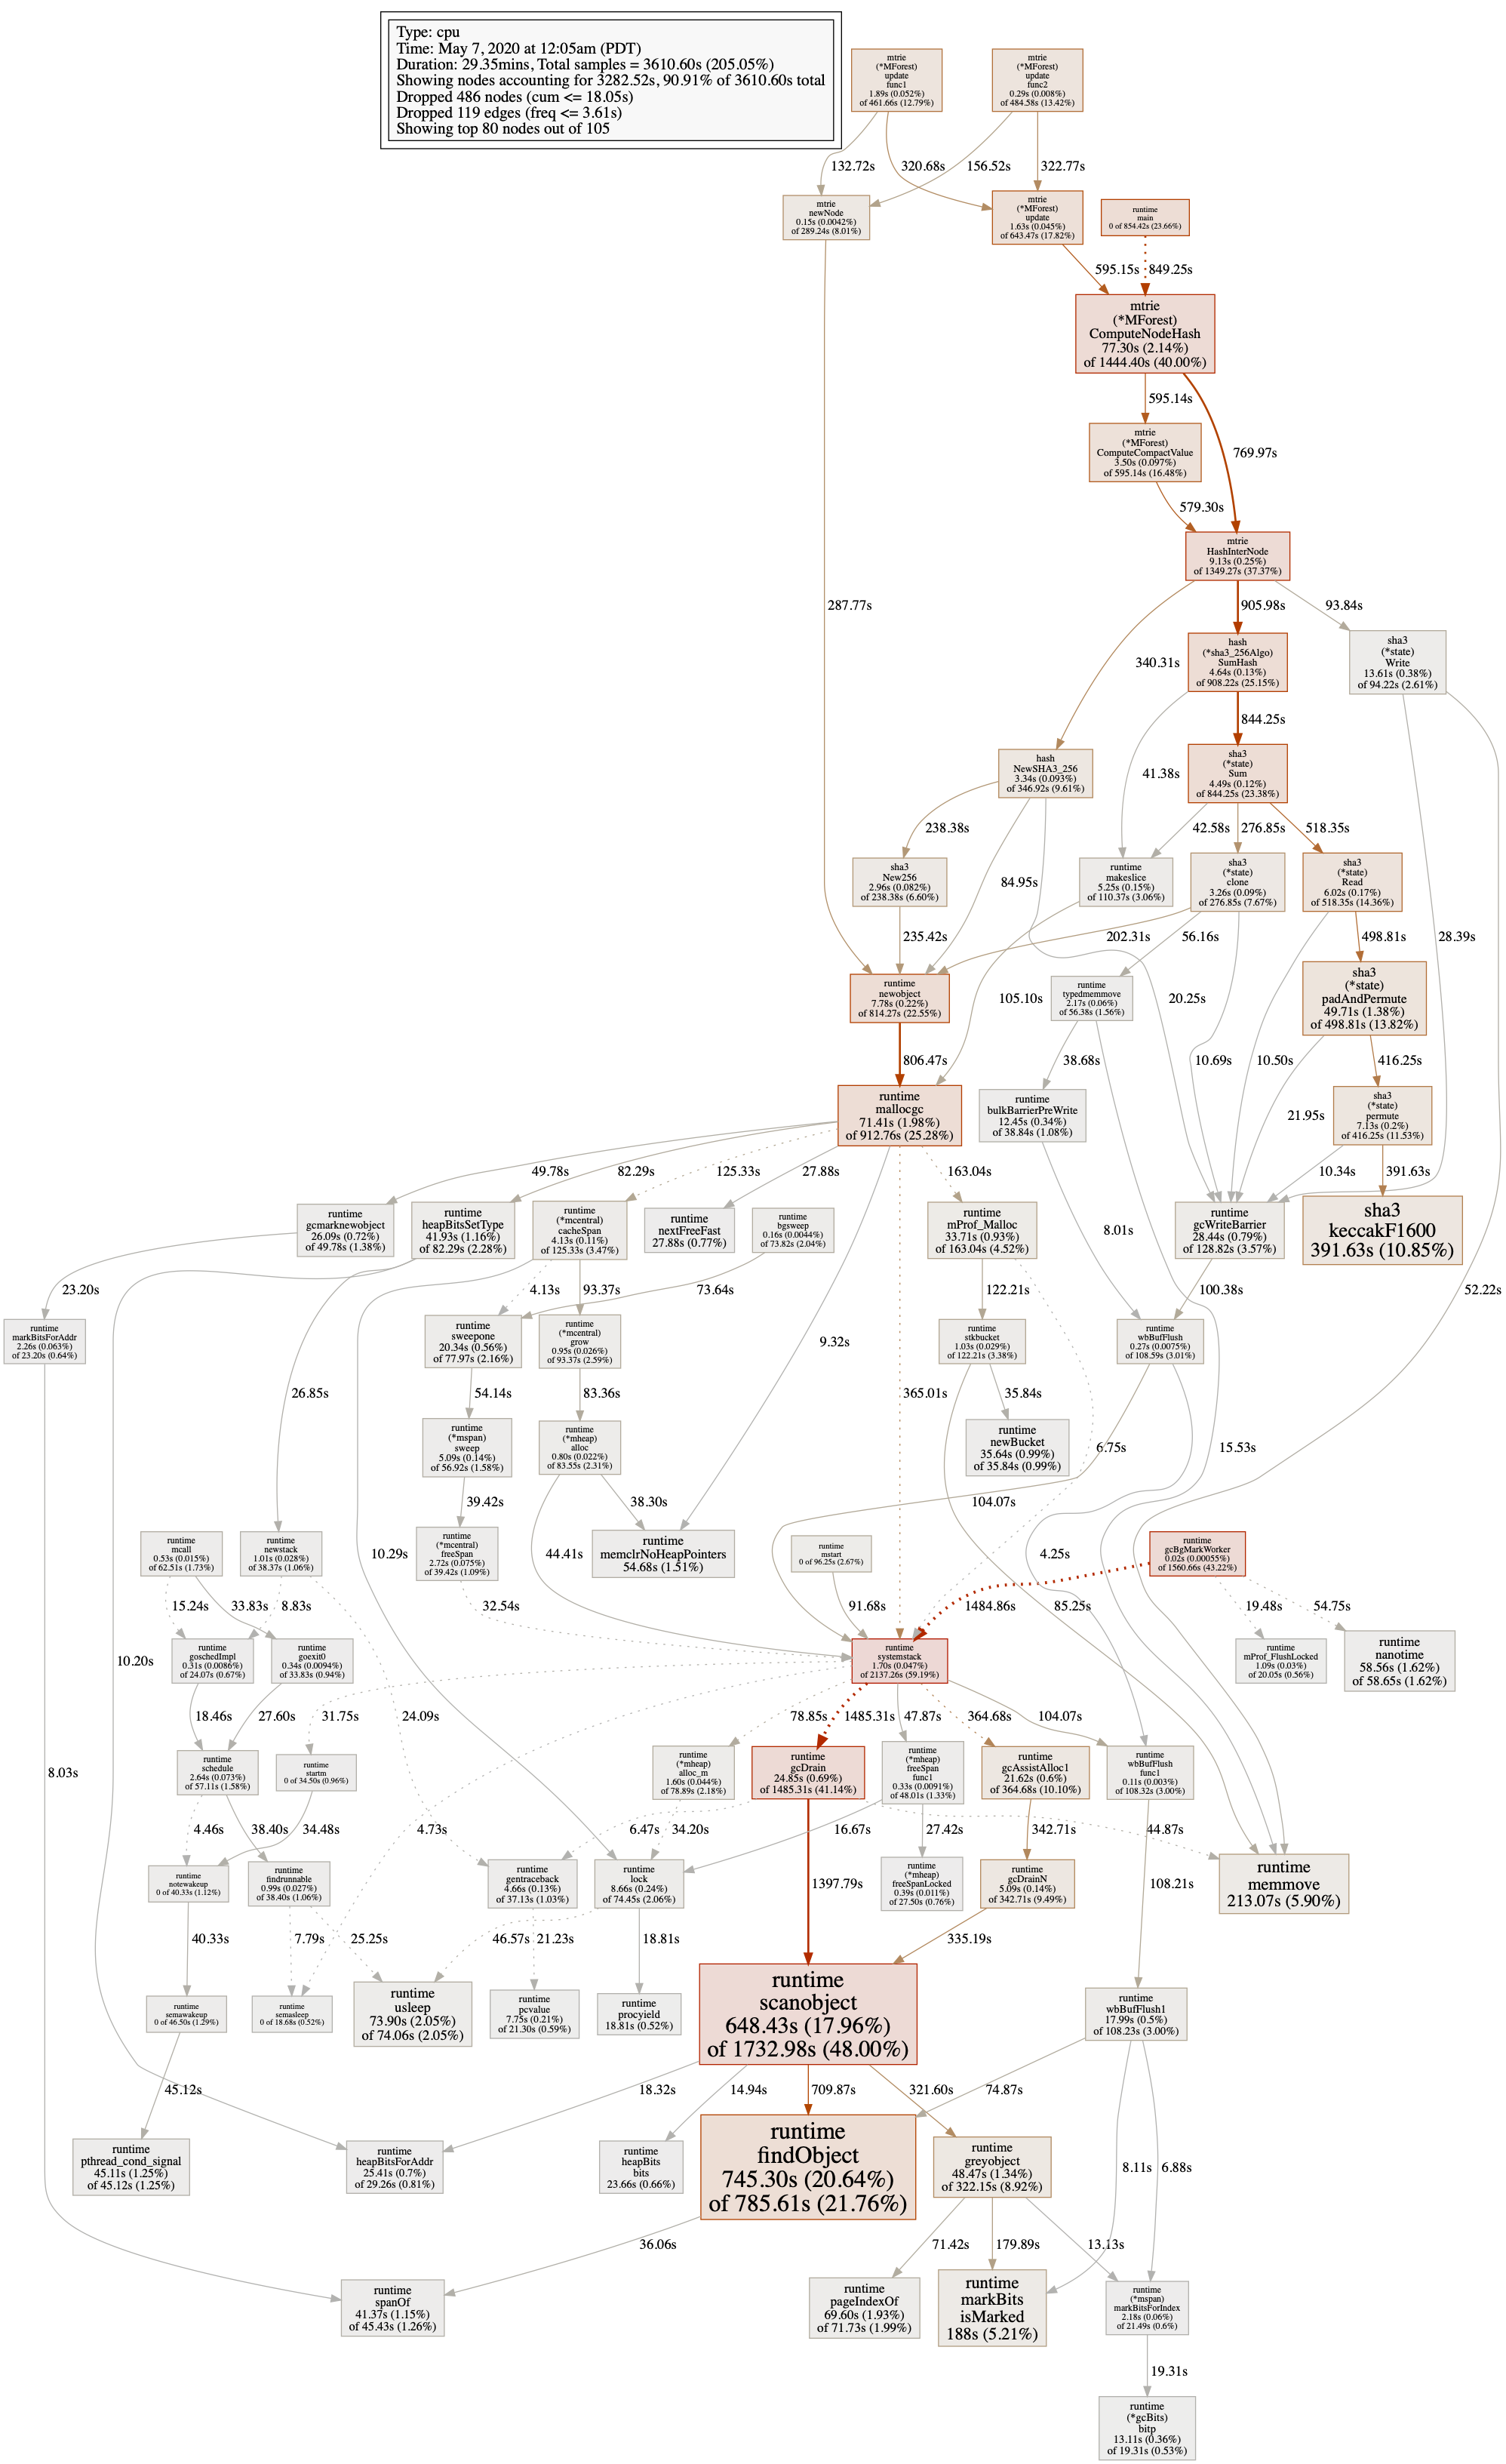 Type: cpu
Time: May 7, 2020 at 12:05am (PDT)
Duration: 29.35mins, Total samples = 3610.60s (205.05%)
Showing nodes accounting for 3282.52s, 90.91% of 3610.60s total
Dropped 486 nodes (cum <= 18.05s)
Dropped 119 edges (freq <= 3.61s)
Showing top 80 nodes out of 105
mtrie
(*MForest)
update
func1
1.89s (0.052%)
of 461.66s (12.79%)
mtrie
(*MForest)
update
func2
0.29s (0.008%)
of 484.58s (13.42%)
132.72s
320.68s
156.52s
322.77s
mtrie
newNode
0.15s (0.0042%)
of 289.24s (8.01%)
mtrie
(*MForest)
update
1.63s (0.045%)
of 643.47s (17.82%)
runtime
main
0 of 854.42s (23.66%)
595.15s
849.25s
mtrie
(*MForest)
ComputeNodeHash
77.30s (2.14%)
of 1444.40s (40.00%)
595.14s
mtrie
(*MForest)
ComputeCompactValue
3.50s (0.097%)
of 595.14s (16.48%)
769.97s
579.30s
mtrie
HashInterNode
9.13s (0.25%)
of 1349.27s (37.37%)
287.77s
905.98s
93.84s
340.31s
hash
(*sha3_256Algo)
SumHash
4.64s (0.13%)
of 908.22s (25.15%)
sha3
(*state)
Write
13.61s (0.38%)
of 94.22s (2.61%)
844.25s
hash
NewSHA3_256
3.34s (0.093%)
of 346.92s (9.61%)
41.38s
sha3
(*state)
Sum
4.49s (0.12%)
of 844.25s (23.38%)
238.38s
42.58s
276.85s
518.35s
sha3
New256
2.96s (0.082%)
of 238.38s (6.60%)
84.95s
runtime
makeslice
5.25s (0.15%)
of 110.37s (3.06%)
sha3
(*state)
clone
3.26s (0.09%)
of 276.85s (7.67%)
sha3
(*state)
Read
6.02s (0.17%)
of 518.35s (14.36%)
235.42s
202.31s
56.16s
498.81s
28.39s
runtime
newobject
7.78s (0.22%)
of 814.27s (22.55%)
105.10s
runtime
typedmemmove
2.17s (0.06%)
of 56.38s (1.56%)
20.25s
sha3
(*state)
padAndPermute
49.71s (1.38%)
of 498.81s (13.82%)
806.47s
38.68s
10.69s
10.50s
416.25s
runtime
mallocgc
71.41s (1.98%)
of 912.76s (25.28%)
runtime
bulkBarrierPreWrite
12.45s (0.34%)
of 38.84s (1.08%)
21.95s
sha3
(*state)
permute
7.13s (0.2%)
of 416.25s (11.53%)
49.78s
82.29s
125.33s
27.88s
163.04s
10.34s
391.63s
runtime
gcmarknewobject
26.09s (0.72%)
of 49.78s (1.38%)
runtime
heapBitsSetType
41.93s (1.16%)
of 82.29s (2.28%)
runtime
(*mcentral)
cacheSpan
4.13s (0.11%)
of 125.33s (3.47%)
runtime
nextFreeFast
27.88s (0.77%)
runtime
bgsweep
0.16s (0.0044%)
of 73.82s (2.04%)
runtime
mProf_Malloc
33.71s (0.93%)
of 163.04s (4.52%)
8.01s
runtime
gcWriteBarrier
28.44s (0.79%)
of 128.82s (3.57%)
sha3
keccakF1600
391.63s (10.85%)
23.20s
4.13s
93.37s
73.64s
122.21s
100.38s
52.22s
runtime
markBitsForAddr
2.26s (0.063%)
of 23.20s (0.64%)
runtime
sweepone
20.34s (0.56%)
of 77.97s (2.16%)
runtime
(*mcentral)
grow
0.95s (0.026%)
of 93.37s (2.59%)
9.32s
runtime
stkbucket
1.03s (0.029%)
of 122.21s (3.38%)
runtime
wbBufFlush
0.27s (0.0075%)
of 108.59s (3.01%)
26.85s
54.14s
83.36s
365.01s
35.84s
runtime
(*mspan)
sweep
5.09s (0.14%)
of 56.92s (1.58%)
runtime
(*mheap)
alloc
0.80s (0.022%)
of 83.55s (2.31%)
runtime
newBucket
35.64s (0.99%)
of 35.84s (0.99%)
6.75s
15.53s
39.42s
38.30s
104.07s
runtime
mcall
0.53s (0.015%)
of 62.51s (1.73%)
runtime
newstack
1.01s (0.028%)
of 38.37s (1.06%)
10.29s
runtime
(*mcentral)
freeSpan
2.72s (0.075%)
of 39.42s (1.09%)
44.41s
runtime
memclrNoHeapPointers
54.68s (1.51%)
runtime
mstart
0 of 96.25s (2.67%)
4.25s
runtime
gcBgMarkWorker
0.02s (0.00055%)
of 1560.66s (43.22%)
15.24s
33.83s
8.83s
32.54s
91.68s
1484.86s
85.25s
19.48s
54.75s
10.20s
runtime
goschedImpl
0.31s (0.0086%)
of 24.07s (0.67%)
runtime
goexit0
0.34s (0.0094%)
of 33.83s (0.94%)
runtime
systemstack
1.70s (0.047%)
of 2137.26s (59.19%)
runtime
mProf_FlushLocked
1.09s (0.03%)
of 20.05s (0.56%)
runtime
nanotime
58.56s (1.62%)
of 58.65s (1.62%)
18.46s
27.60s
31.75s
24.09s
78.85s
1485.31s
47.87s
364.68s
104.07s
8.03s
runtime
schedule
2.64s (0.073%)
of 57.11s (1.58%)
runtime
startm
0 of 34.50s (0.96%)
runtime
(*mheap)
alloc_m
1.60s (0.044%)
of 78.89s (2.18%)
runtime
gcDrain
24.85s (0.69%)
of 1485.31s (41.14%)
runtime
(*mheap)
freeSpan
func1
0.33s (0.0091%)
of 48.01s (1.33%)
runtime
gcAssistAlloc1
21.62s (0.6%)
of 364.68s (10.10%)
runtime
wbBufFlush
func1
0.11s (0.003%)
of 108.32s (3.00%)
4.46s
38.40s
34.48s
4.73s
6.47s
34.20s
16.67s
27.42s
342.71s
44.87s
runtime
notewakeup
0 of 40.33s (1.12%)
runtime
findrunnable
0.99s (0.027%)
of 38.40s (1.06%)
runtime
gentraceback
4.66s (0.13%)
of 37.13s (1.03%)
runtime
lock
8.66s (0.24%)
of 74.45s (2.06%)
1397.79s
runtime
(*mheap)
freeSpanLocked
0.39s (0.011%)
of 27.50s (0.76%)
runtime
gcDrainN
5.09s (0.14%)
of 342.71s (9.49%)
108.21s
runtime
memmove
213.07s (5.90%)
40.33s
7.79s
25.25s
46.57s
21.23s
18.81s
335.19s
runtime
semawakeup
0 of 46.50s (1.29%)
runtime
semasleep
0 of 18.68s (0.52%)
runtime
usleep
73.90s (2.05%)
of 74.06s (2.05%)
runtime
pcvalue
7.75s (0.21%)
of 21.30s (0.59%)
runtime
procyield
18.81s (0.52%)
runtime
scanobject
648.43s (17.96%)
of 1732.98s (48.00%)
runtime
wbBufFlush1
17.99s (0.5%)
of 108.23s (3.00%)
45.12s
18.32s
14.94s
709.87s
321.60s
74.87s
runtime
pthread_cond_signal
45.11s (1.25%)
of 45.12s (1.25%)
runtime
heapBitsForAddr
25.41s (0.7%)
of 29.26s (0.81%)
runtime
heapBits
bits
23.66s (0.66%)
runtime
findObject
745.30s (20.64%)
of 785.61s (21.76%)
runtime
greyobject
48.47s (1.34%)
of 322.15s (8.92%)
8.11s
6.88s
36.06s
71.42s
179.89s
13.13s
runtime
spanOf
41.37s (1.15%)
of 45.43s (1.26%)
runtime
pageIndexOf
69.60s (1.93%)
of 71.73s (1.99%)
runtime
markBits
isMarked
188s (5.21%)
runtime
(*mspan)
markBitsForIndex
2.18s (0.06%)
of 21.49s (0.6%)
19.31s
runtime
(*gcBits)
bitp
13.11s (0.36%)
of 19.31s (0.53%)